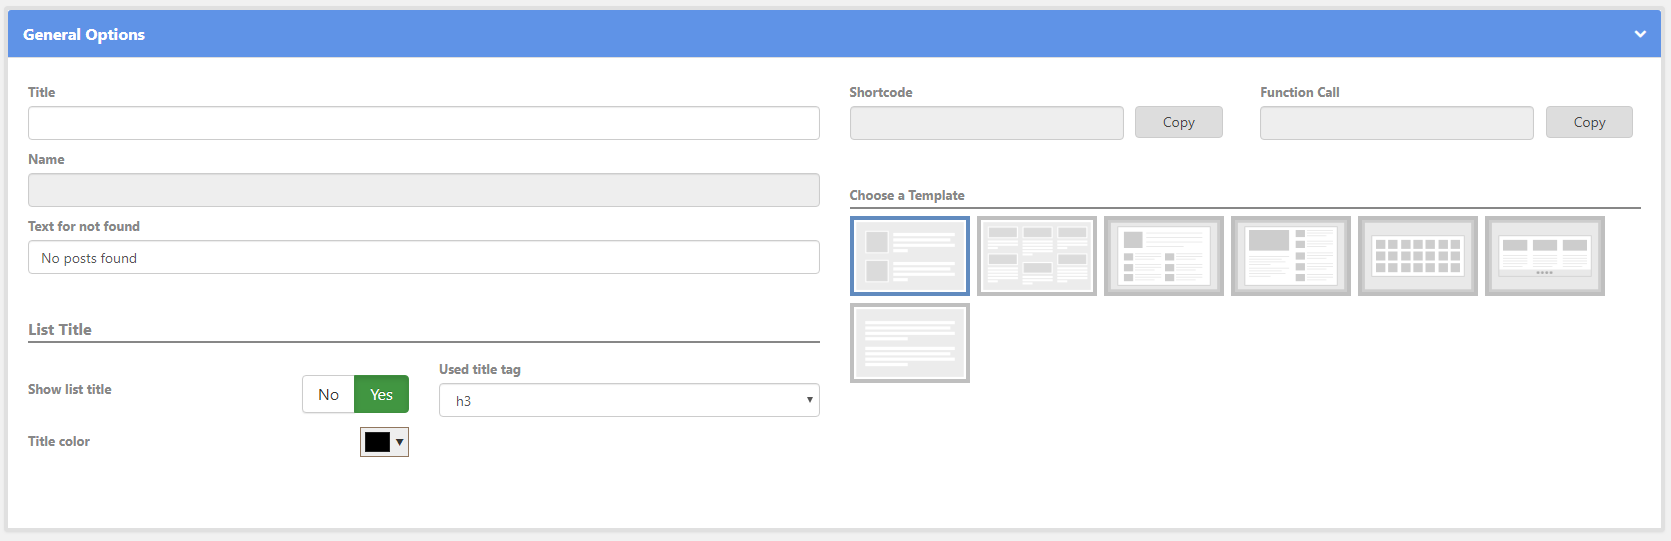 General Options
Title
Name
Text for not found
No posts found
List Title
Show list title
No
Yes
Used title tag
h3
Title color
Shortcode
Copy
Function Call
Copy
Choose a Template